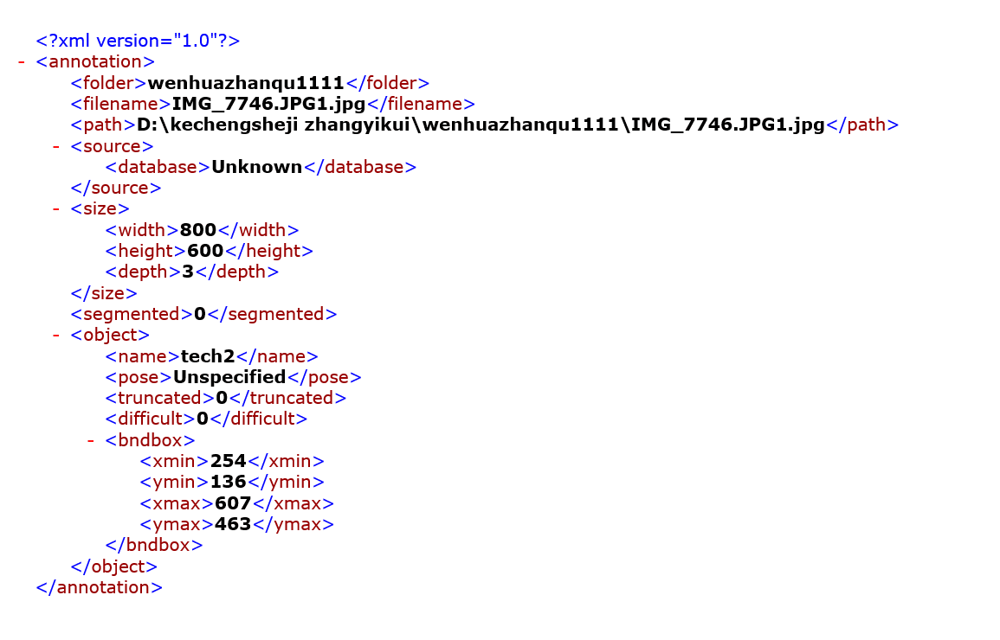 <?xml version="1.0"?>
- <annotation>
<folder>wenhuazhanqu1111</folder>
<filename>IMG_7746.JPG1.jpg</filename>
<path>D:\kechengsheji zhangyikui\wenhuazhanqu1111\IMG_7746.JPG1.jpg</path>
- <source>
<database>Unknown</database>
</source>
- <size>
<width>800</width>
<height>600</height>
<depth>3</depth>
</size>
<segmented>0</segmented>
- <object>
<name>tech2</name>
<pose>Unspecified</pose>
<truncated>0</truncated>
<difficult>0</difficult>
- <bndbox>
<xmin>254</xmin>
<ymin>136</ymin>
<xmax>607</xmax>
<ymax>463</ymax>
</bndbox>
</object>
</annotation>